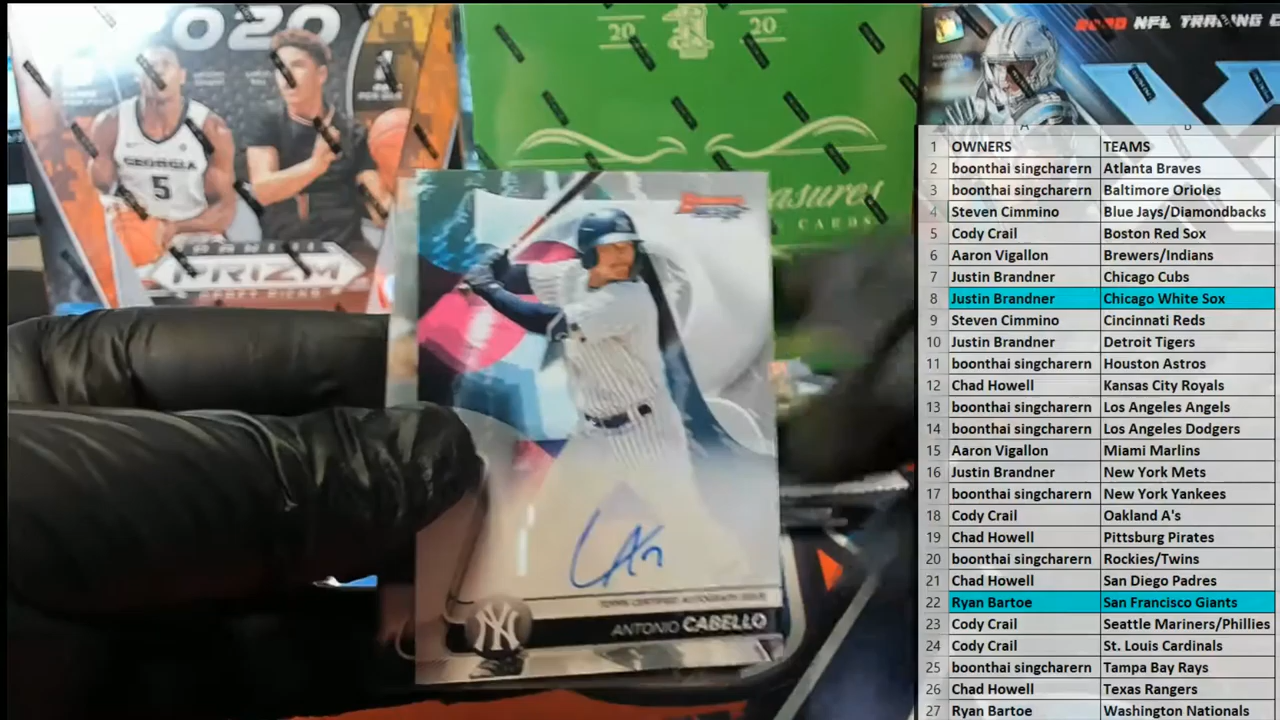 020
GEORGIA
5
PANINI
PRIZM
20 20
asures
CARDS
2020 NFL TRADING
Bowman
TOPPS CERTIFIED AUTOGRAPH ISSUE
NY
ANTONIO CABELLO
A B
1 OWNERS TEAMS
2 boonthai singcharern Atlanta Braves
3 boonthai singcharern Baltimore Orioles
4 Steven Cimmino Blue Jays/Diamondbacks
5 Cody Crail Boston Red Sox
6 Aaron Vigallon Brewers/Indians
7 Justin Brandner Chicago Cubs
8 Justin Brandner Chicago White Sox
9 Steven Cimmino Cincinnati Reds
10 Justin Brandner Detroit Tigers
11 boonthai singcharern Houston Astros
12 Chad Howell Kansas City Royals
13 boonthai singcharern Los Angeles Angels
14 boonthai singcharern Los Angeles Dodgers
15 Aaron Vigallon Miami Marlins
16 Justin Brandner New York Mets
17 boonthai singcharern New York Yankees
18 Cody Crail Oakland A's
19 Chad Howell Pittsburg Pirates
20 boonthai singcharern Rockies/Twins
21 Chad Howell San Diego Padres
22 Ryan Bartoe San Francisco Giants
23 Cody Crail Seattle Mariners/Phillies
24 Cody Crail St. Louis Cardinals
25 boonthai singcharern Tampa Bay Rays
26 Chad Howell Texas Rangers
27 Ryan Bartoe Washington Nationals